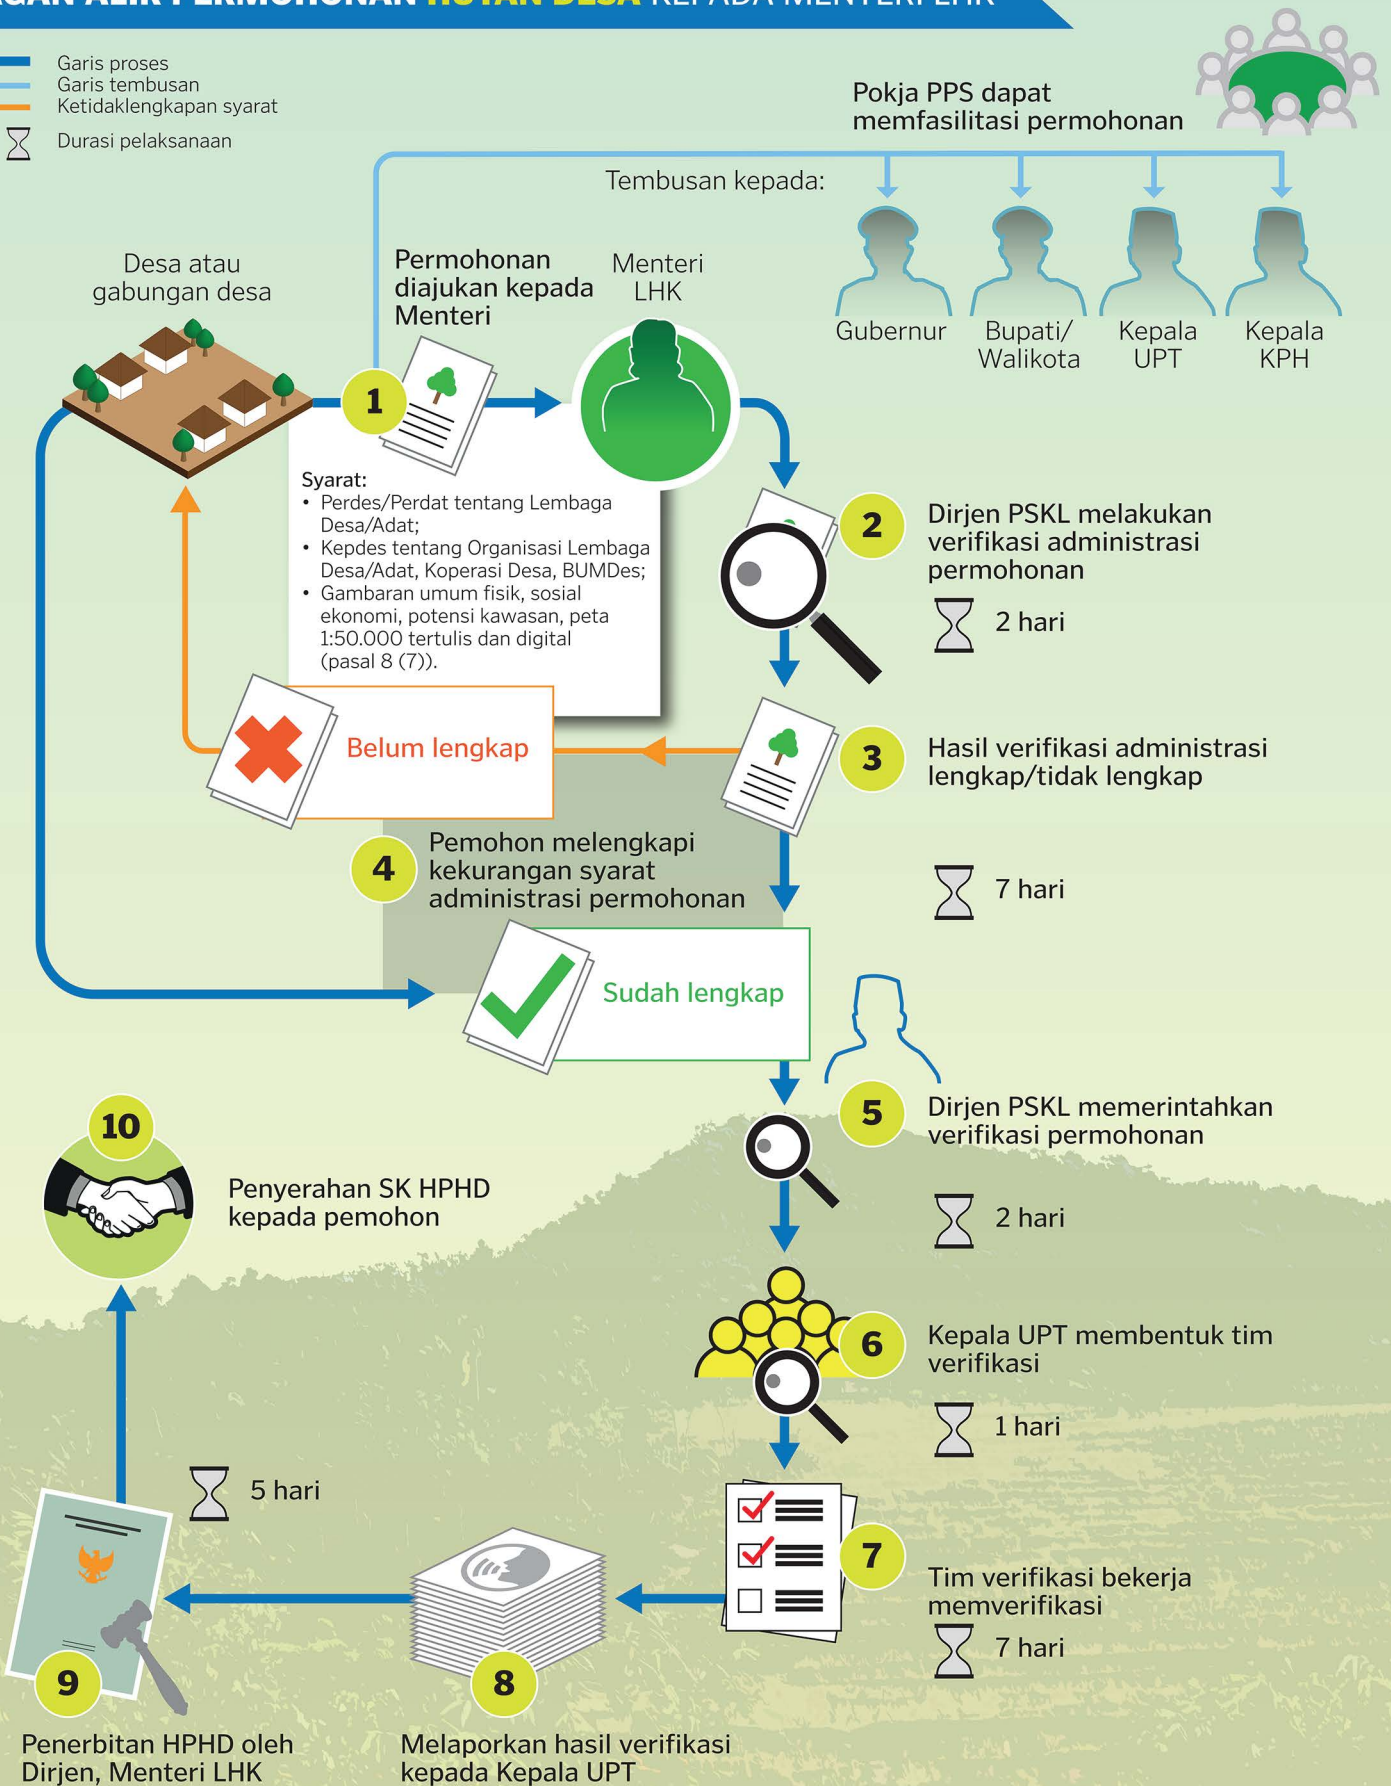 HUTAN DESA KEPADA MENTERI LHK
Garis proses
Garis tembusan
Ketidaklengkapan syarat
Durasi pelaksanaan
Pokja PPS dapat
memfasilitasi permohonan
Tembusan kepada:
Gubernur
Bupati/
Walikota
Kepala
UPT
Kepala
KPH
Desa atau
gabungan desa
Permohonan
diajukan kepada
Menteri
Menteri
LHK
1
Syarat:
• Perdes/Perdat tentang Lembaga
Desa/Adat;
• Kepdes tentang Organisasi Lembaga
Desa/Adat, Koperasi Desa, BUMDes;
• Gambaran umum fisik, sosial
ekonomi, potensi kawasan, peta
1:50.000 tertulis dan digital
(pasal 8 (7)).
2
Dirjen PSKL melakukan
verifikasi administrasi
permohonan
2 hari
Belum lengkap
3
Hasil verifikasi administrasi
lengkap/tidak lengkap
7 hari
4
Pemohon melengkapi
kekurangan syarat
administrasi permohonan
Sudah lengkap
5
Dirjen PSKL memerintahkan
verifikasi permohonan
2 hari
6
Kepala UPT membentuk tim
verifikasi
1 hari
7
Tim verifikasi bekerja
memverifikasi
7 hari
8
Melaporkan hasil verifikasi
kepada Kepala UPT
9
Penerbitan HPHD oleh
Dirjen, Menteri LHK
5 hari
10
Penyerahan SK HPHD
kepada pemohon